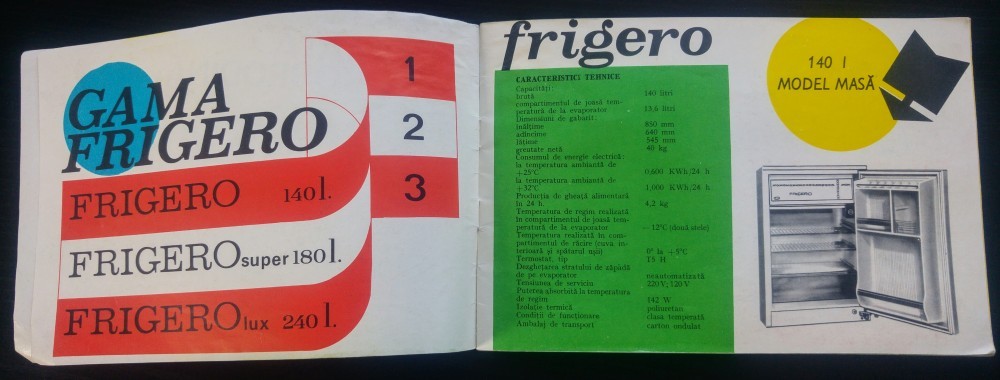 GAMA
FRIGERO
1
2
3
FRIGERO 140 l.
FRIGERO super 180 l.
FRIGERO lux 240 l.
frigero
CARACTERISTICI TEHNICE
Capacități:
brută 140 litri
compartimentul de joasă tem-
peratură de la evaporator 13,6 litri
Dimensiuni de gabarit:
înălțime 850 mm
adîncime 640 mm
lățime 545 mm
greutate netă 40 kg
Consumul de energie electrică:
la temperatura ambiantă de
+25°C 0,600 KWh/24 h
la temperatura ambiantă de
+32°C 1,000 KWh/24 h
Producția de gheață alimentară
în 24 h. 4,2 kg
Temperatura de regim realizată
în compartimentul de joasă tem-
peratură de la evaporator —12°C (două stele)
Temperatura realizată în com-
partimentul de răcire (cuva in-
terioară și spătarul ușii) 0° la +5°C
Termostat, tip T5 H
Dezghețarea stratului de zăpadă
de pe evaporator neautomatizată
Tensiunea de serviciu 220 V; 120 V
Puterea absorbită la temperatura
de regim 142 W
Izolație termică poliuretan
Condiții de funcționare clasa temperată
Ambalaj de transport carton ondulat
140 l
MODEL MASĂ
FRIGERO